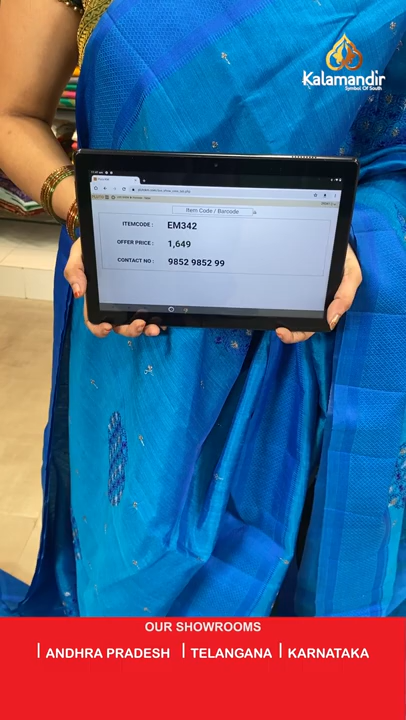 Kalamandir
Symbol Of South
Item Code / Barcode
ITEMCODE : EM342
OFFER PRICE : 1,649
CONTACT NO : 9852 9852 99
OUR SHOWROOMS
| ANDHRA PRADESH | TELANGANA | KARNATAKA